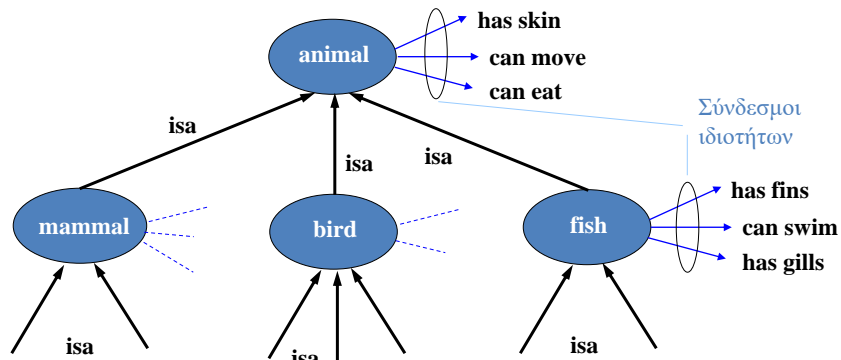 has skin
animal
can move
can eat
Σύνδεσμοι
ιδιοτήτων
isa
isa
isa
has fins
mammal
bird
fish
can swim
has gills
isa
isa
isa